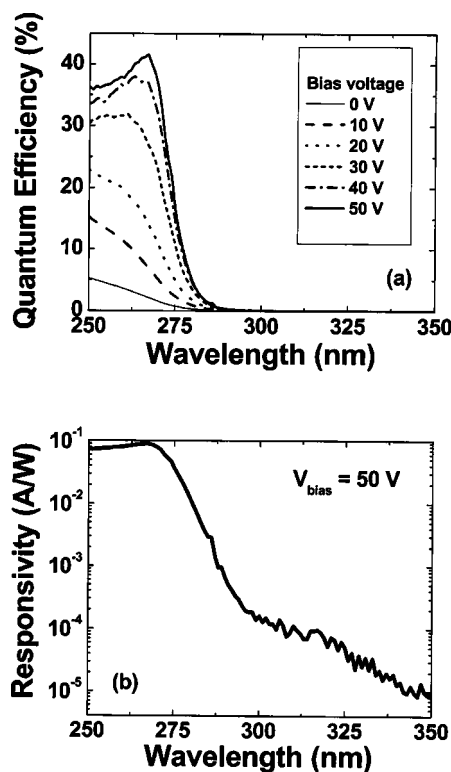 Quantum Efficiency (%)
40
30
20
10
0
Bias voltage
0 V
10 V
20 V
30 V
40 V
50 V
(a)
250 275 300 325 350
Wavelength (nm)
Responsivity (A/W)
10^-1
10^-2
10^-3
10^-4
10^-5
V_bias = 50 V
(b)
250 275 300 325 350
Wavelength (nm)